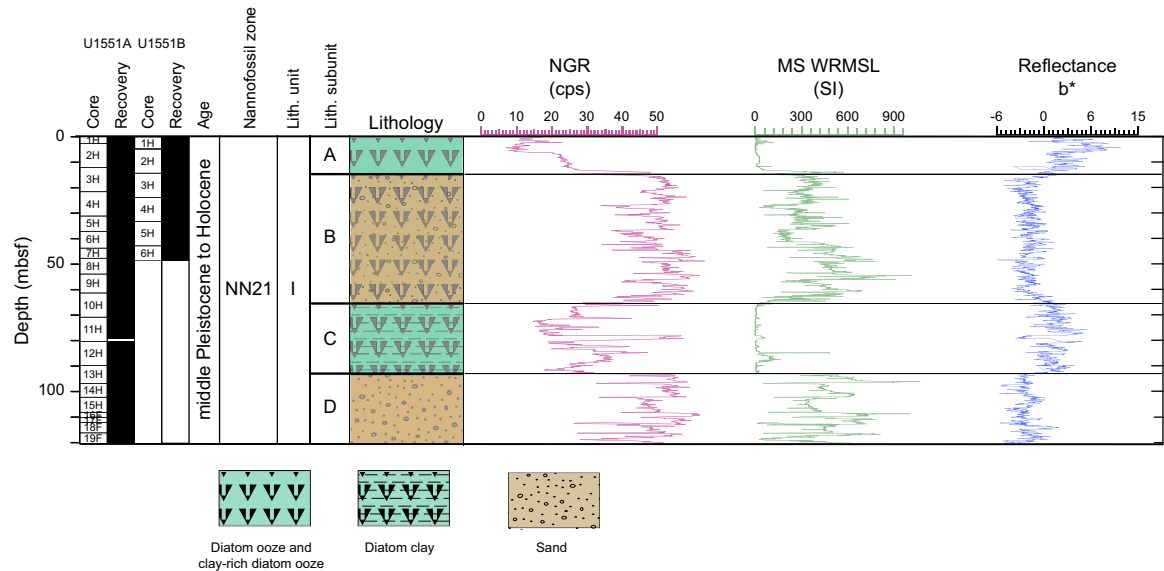 U1551A U1551B
Core
Recovery
Core
Recovery
Age
Nannofossil zone
Lith. unit
Lith. subunit
Lithology
NGR
(cps)
MS WRMSL
(SI)
Reflectance
b*
0 10 20 30 40 50
0 300 600 900
-6 0 6 15
Depth (mbsf)
0
50
100
1H
2H
3H
4H
5H
6H
7H
8H
9H
10H
11H
12H
13H
14H
15H
18F
19F
1H
2H
3H
4H
5H
6H
middle Pleistocene to Holocene
NN21
I
A
B
C
D
Diatom ooze and
clay-rich diatom ooze
Diatom clay
Sand